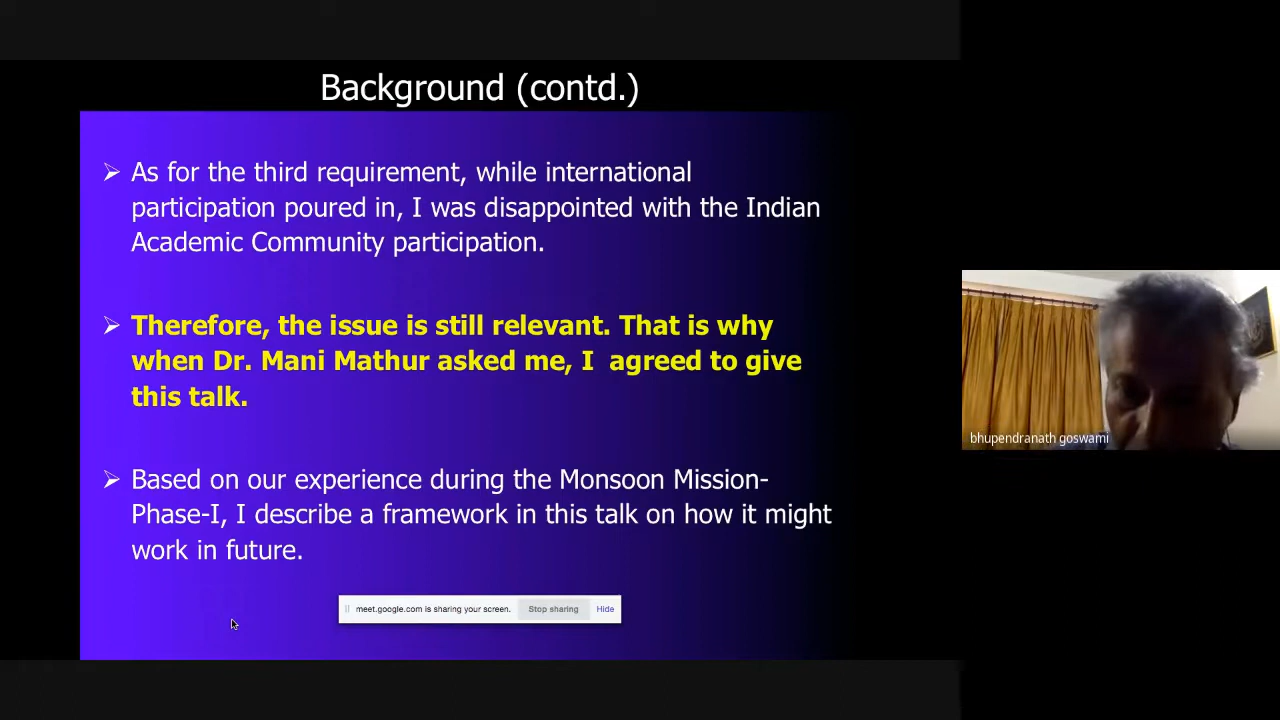 Background (contd.)
➢ As for the third requirement, while international
participation poured in, I was disappointed with the Indian
Academic Community participation.
➢ Therefore, the issue is still relevant. That is why
when Dr. Mani Mathur asked me, I  agreed to give
this talk.
➢ Based on our experience during the Monsoon Mission-
Phase-I, I describe a framework in this talk on how it might
work in future.
meet.google.com is sharing your screen. Stop sharing Hide
bhupendranath goswami